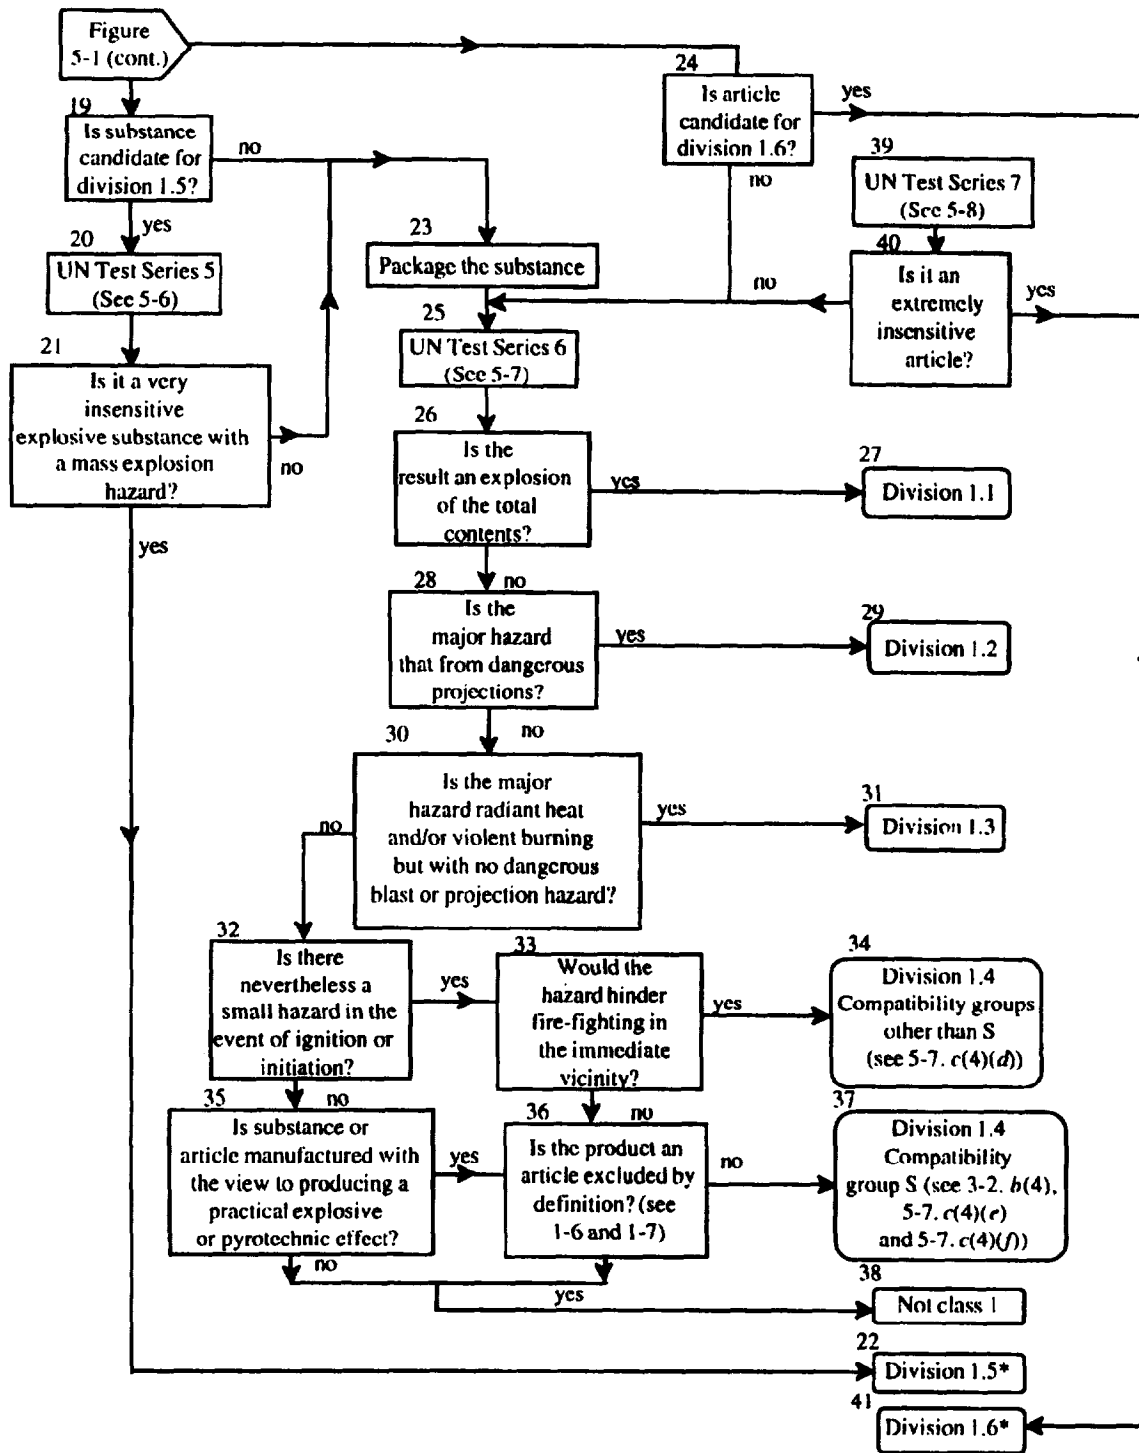 Figure
5-1 (cont.)
19
Is substance
candidate for
division 1.5?
no
yes
20
UN Test Series 5
(See 5-6)
21
Is it a very
insensitive
explosive substance with
a mass explosion
hazard?
no
yes
23
Package the substance
24
Is article
candidate for
division 1.6?
yes
no
39
UN Test Series 7
(See 5-8)
40
Is it an
extremely
insensitive
article?
yes
no
25
UN Test Series 6
(See 5-7)
26
Is the
result an explosion
of the total
contents?
yes
27
Division 1.1
no
28
Is the
major hazard
that from dangerous
projections?
yes
29
Division 1.2
no
30
Is the major
hazard radiant heat
and/or violent burning
but with no dangerous
blast or projection hazard?
yes
31
Division 1.3
no
32
Is there
nevertheless a
small hazard in the
event of ignition or
initiation?
yes
no
33
Would the
hazard hinder
fire-fighting in
the immediate
vicinity?
yes
no
34
Division 1.4
Compatibility groups
other than S
(see 5-7. c(4)(d))
35
Is substance or
article manufactured with
the view to producing a
practical explosive
or pyrotechnic effect?
yes
no
36
Is the product an
article excluded by
definition? (see
1-6 and 1-7)
no
yes
37
Division 1.4
Compatibility
group S (see 3-2. b(4),
5-7. c(4)(e)
and 5-7. c(4)(f))
38
Not class 1
22
Division 1.5*
41
Division 1.6*